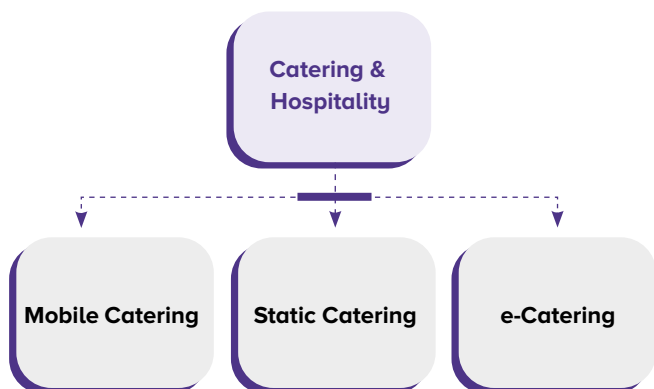 Catering &
Hospitality
Mobile Catering
Static Catering
e-Catering